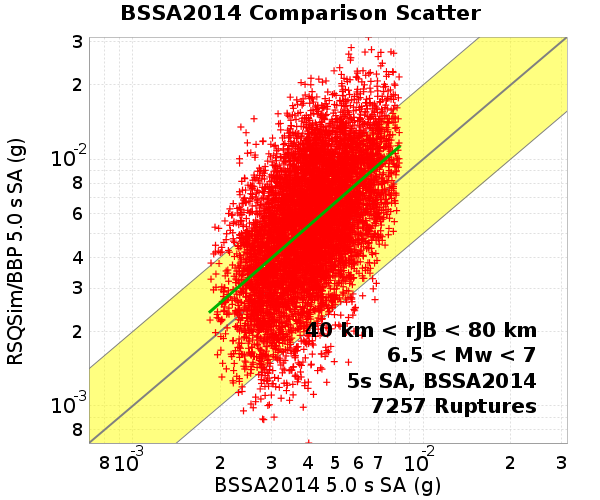 BSSA2014 Comparison Scatter
3
2
10-2
8
6
4
3
2
10-3
8
RSQSim/BBP 5.0 s SA (g)
40 km < rJB < 80 km
6.5 < Mw < 7
5s SA, BSSA2014
7257 Ruptures
8 10-3 2 3 4 5 6 7 10-2 2 3
BSSA2014 5.0 s SA (g)